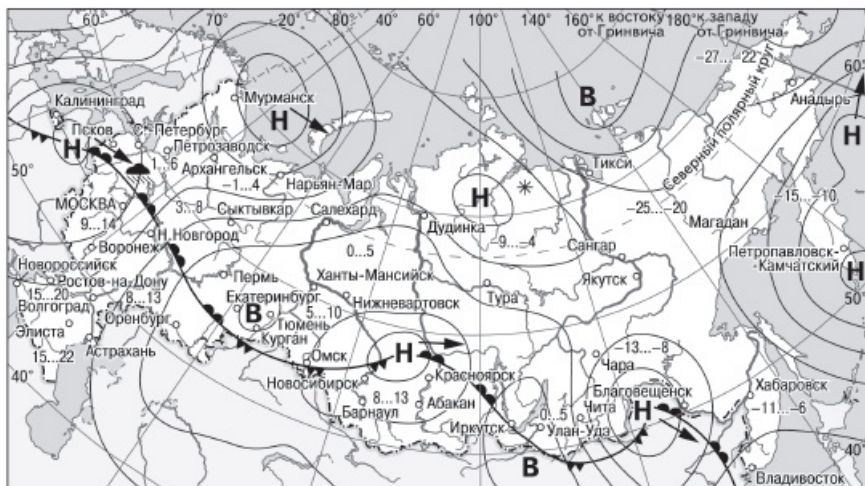 20° 80° 40° 60° 100° 140° 160° к востоку 180° к западу
от Гринвича от Гринвича
70°
60°
−27...−22
Северный полярный круг
Калининград
Мурманск
В
Анадырь
60°
Псков
С.-Петербург
Н
Н
Н
Петрозаводск
1...6
Тикси
50°
Архангельск
−1...4
Нарьян-Мар
Н
−15...−10
МОСКВА
3...8
−25...−20
9...14
Сыктывкар
Салехард
Дудинка
Магадан
Н.Новгород
0...5
−9...−4
Сангар
Петропавловск-
Камчатский
Воронеж
Новороссийск
Пермь
Ханты-Мансийск
Якутск
Н
50°
Ростов-на-Дону
Тура
15...20
8...13
Екатеринбург
Нижневартовск
Волгоград
В
5...10
Оренбург
Тюмень
−13...−8
Элиста
Курган
Н
Чара
15...22
Астрахань
Омск
Красноярск
Благовещенск
Хабаровск
40°
Новосибирск
8...13
−0...5
Чита
Н
−11...−6
Барнаул
Абакан
Иркутск
Улан-Удэ
40°
В
Владивосток